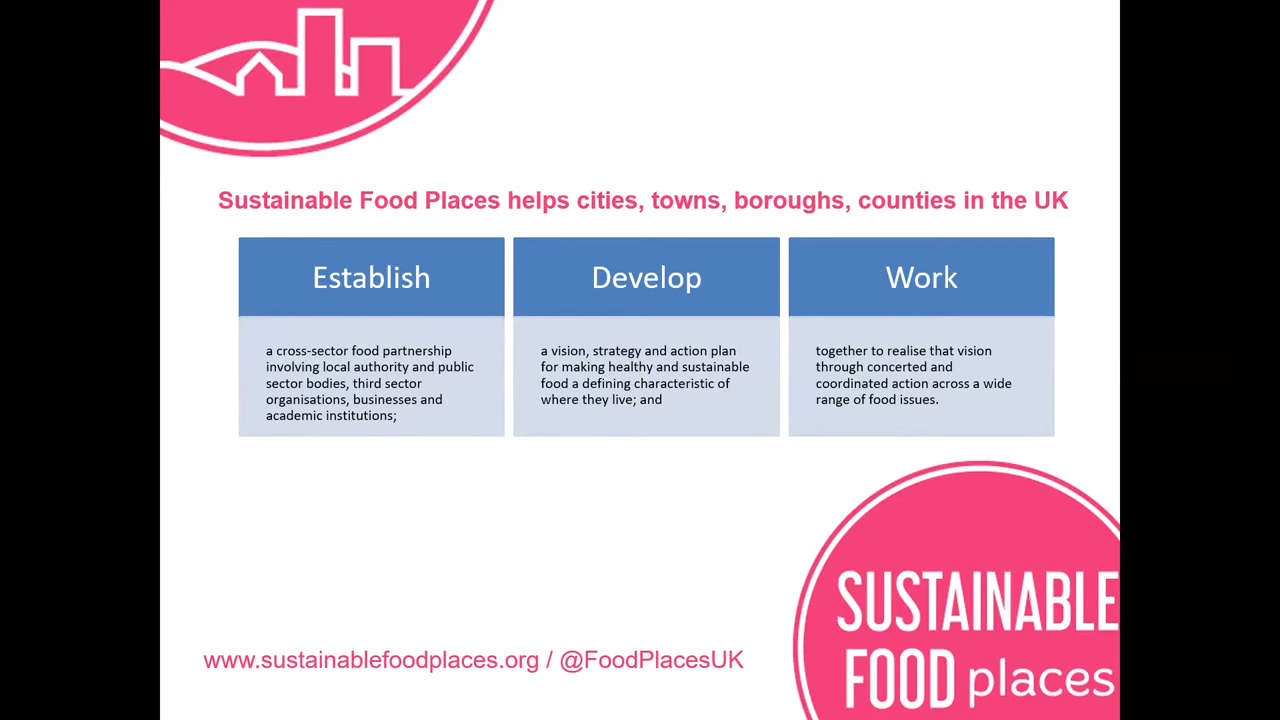 Sustainable Food Places helps cities, towns, boroughs, counties in the UK
Establish
a cross-sector food partnership
involving local authority and public
sector bodies, third sector
organisations, businesses and
academic institutions;
Develop
a vision, strategy and action plan
for making healthy and sustainable
food a defining characteristic of
where they live; and
Work
together to realise that vision
through concerted and
coordinated action across a wide
range of food issues.
www.sustainablefoodplaces.org / @FoodPlacesUK
SUSTAINABLE
FOOD places